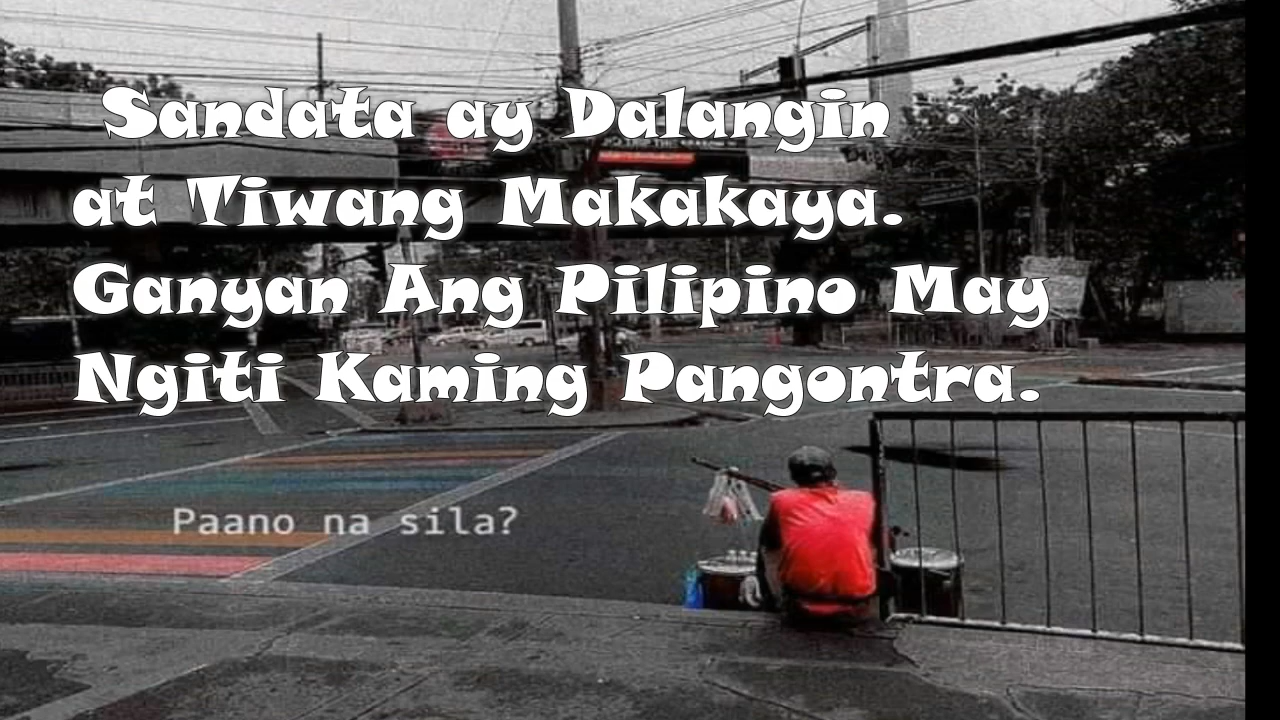 Sandata ay Dalangin
at Tiwang Makakaya.
Ganyan Ang Pilipino May
Ngiti Kaming Pangontra.
Paano na sila?